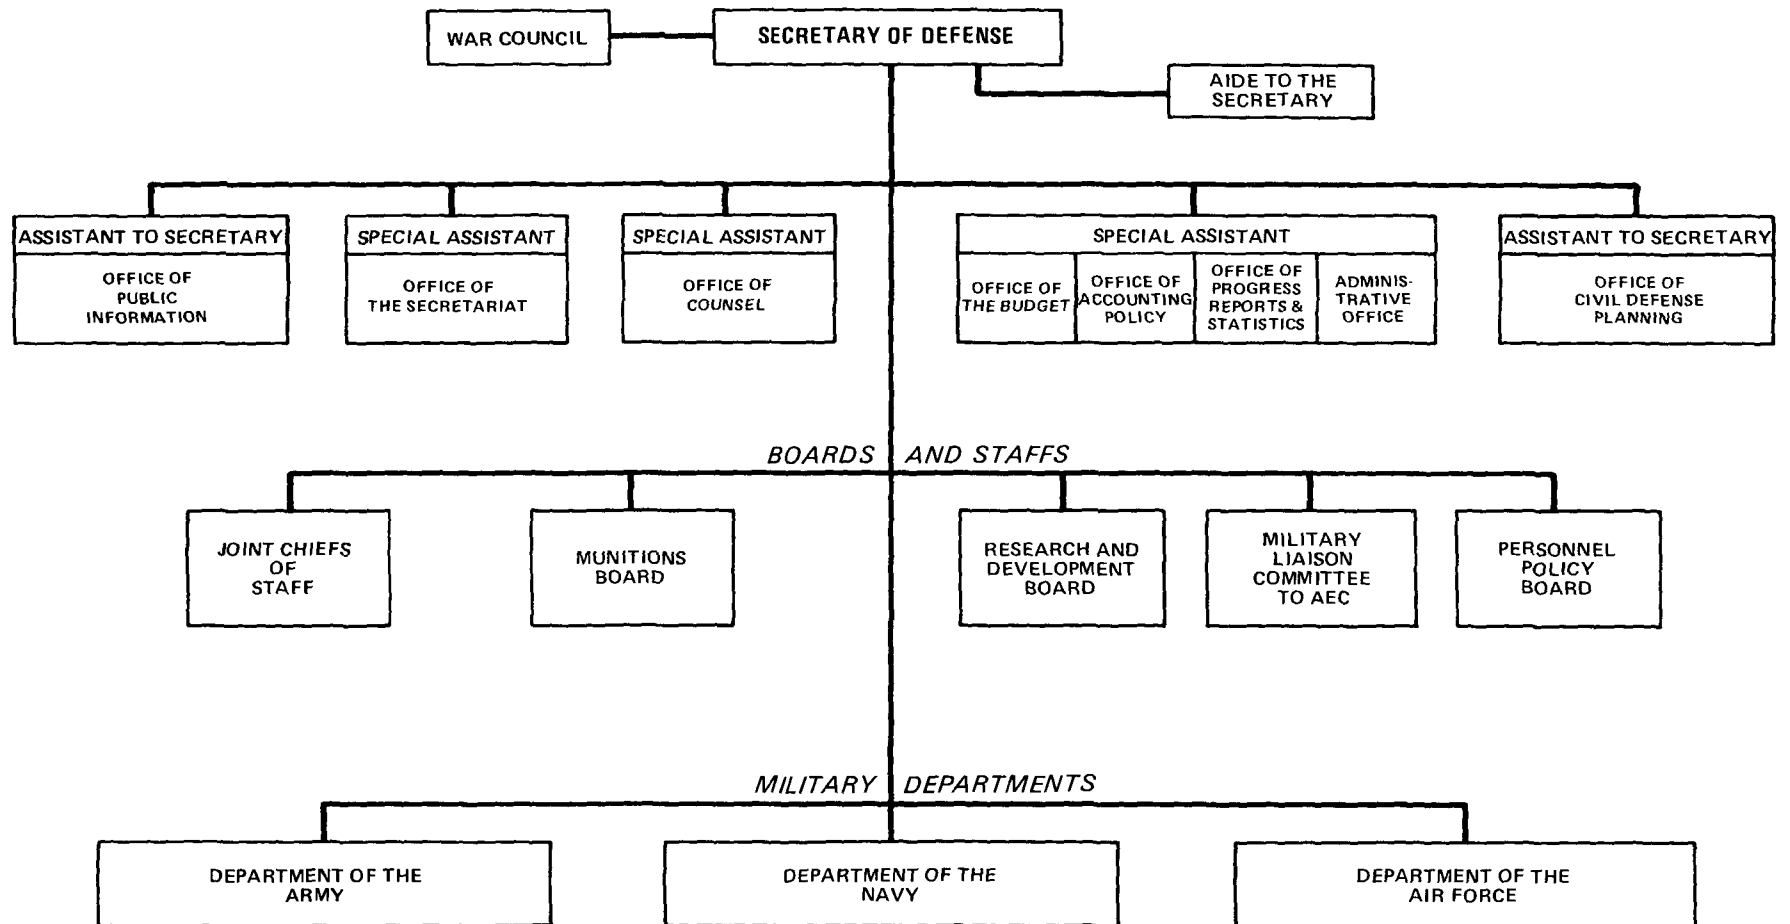 WAR COUNCIL
SECRETARY OF DEFENSE
AIDE TO THE
SECRETARY
ASSISTANT TO SECRETARY
OFFICE OF
PUBLIC
INFORMATION
SPECIAL ASSISTANT
OFFICE OF
THE SECRETARIAT
SPECIAL ASSISTANT
OFFICE OF
COUNSEL
SPECIAL ASSISTANT
OFFICE OF
THE BUDGET
OFFICE OF
ACCOUNTING
POLICY
OFFICE OF
PROGRESS
REPORTS &
STATISTICS
ADMINIS-
TRATIVE
OFFICE
ASSISTANT TO SECRETARY
OFFICE OF
CIVIL DEFENSE
PLANNING
BOARDS AND STAFFS
JOINT CHIEFS
OF
STAFF
MUNITIONS
BOARD
RESEARCH AND
DEVELOPMENT
BOARD
MILITARY
LIAISON
COMMITTEE
TO AEC
PERSONNEL
POLICY
BOARD
MILITARY DEPARTMENTS
DEPARTMENT OF THE
ARMY
DEPARTMENT OF THE
NAVY
DEPARTMENT OF THE
AIR FORCE